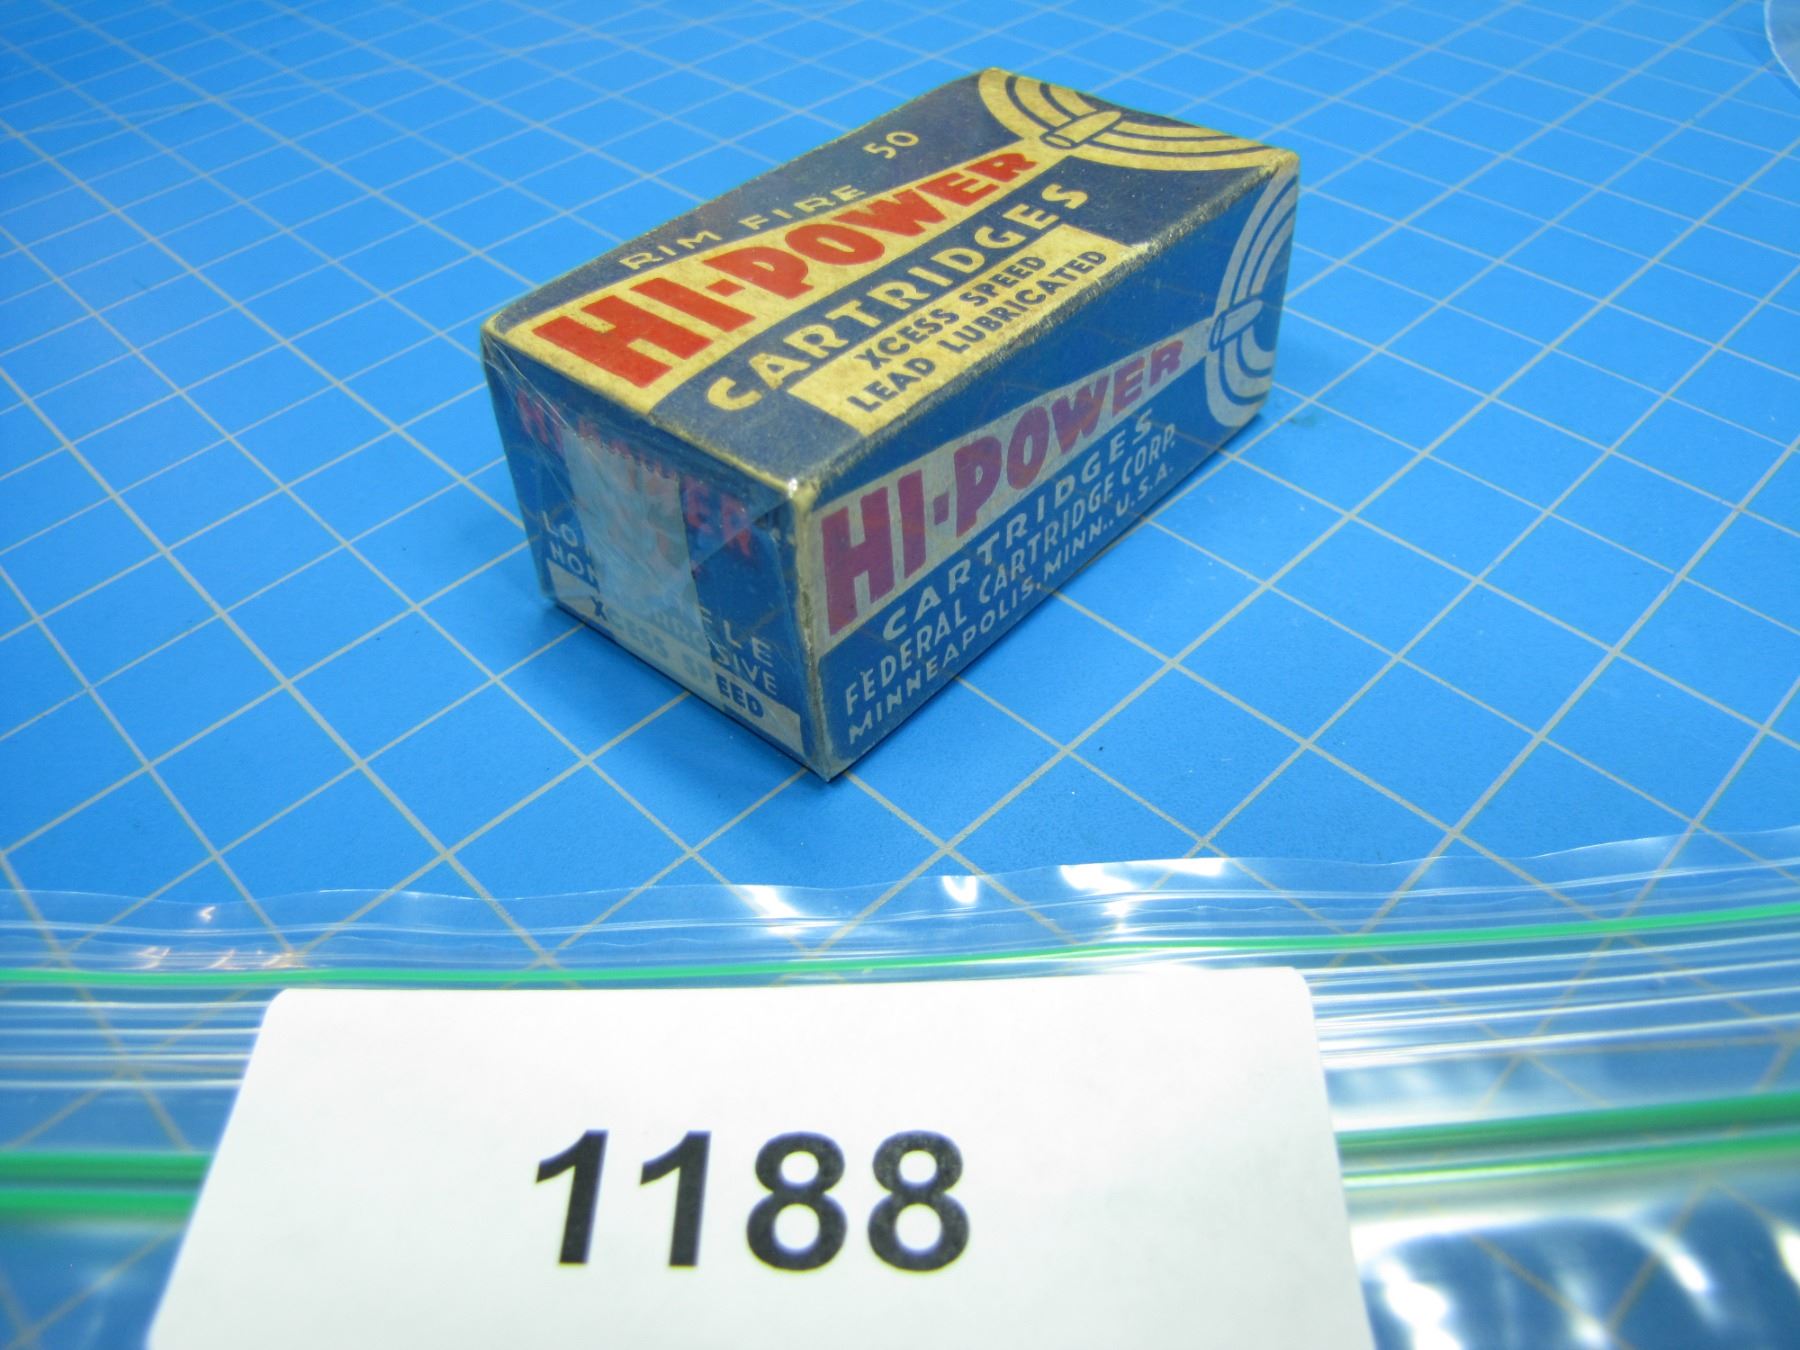 RIM FIRE 50
HI-POWER
CARTRIDGES
XCESS SPEED
LEAD LUBRICATED
HI-POWER
XCESS SPEED
HI-POWER
CARTRIDGES
FEDERAL CARTRIDGE CORP.
MINNEAPOLIS, MINN., U.S.A.
1188